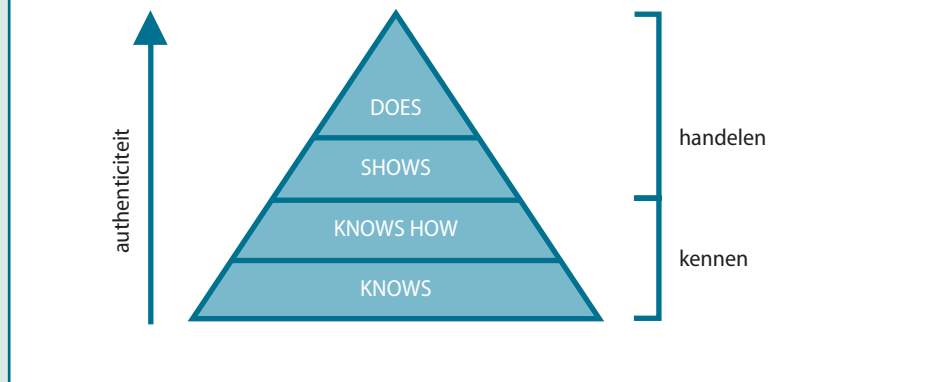 authenticiteit
DOES
SHOWS
KNOWS HOW
KNOWS
handelen
kennen